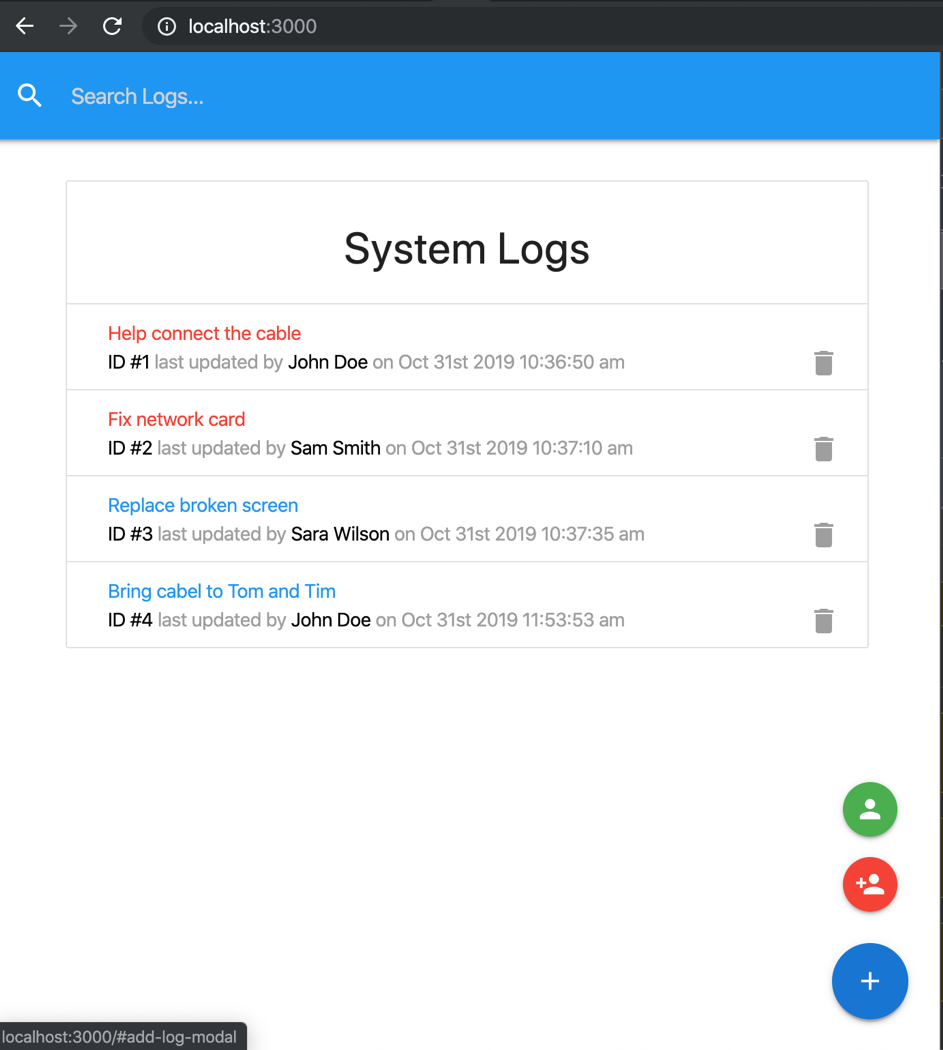 localhost:3000
Search Logs...
System Logs
Help connect the cable
ID #1 last updated by John Doe on Oct 31st 2019 10:36:50 am
Fix network card
ID #2 last updated by Sam Smith on Oct 31st 2019 10:37:10 am
Replace broken screen
ID #3 last updated by Sara Wilson on Oct 31st 2019 10:37:35 am
Bring cabel to Tom and Tim
ID #4 last updated by John Doe on Oct 31st 2019 11:53:53 am
localhost:3000/#add-log-modal